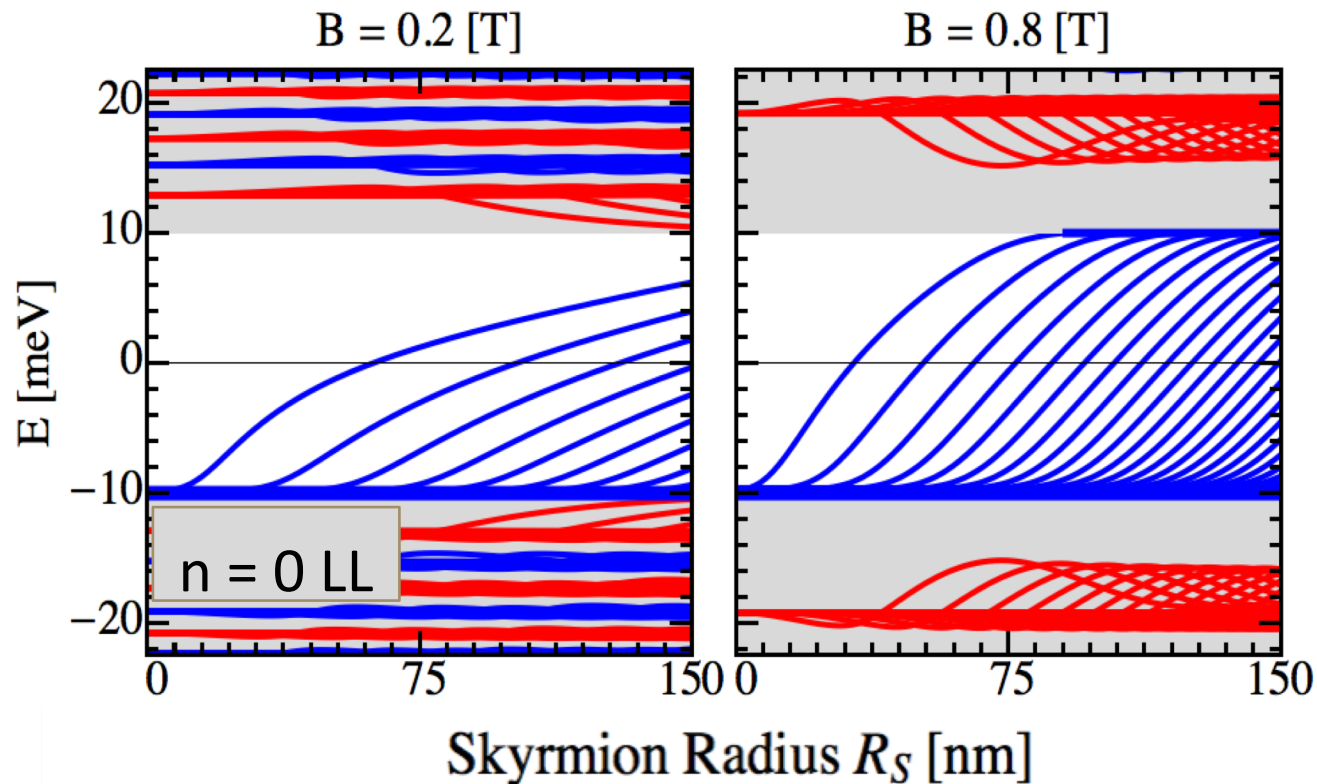 B = 0.2 [T]
B = 0.8 [T]
E [meV]
20
10
0
−10
−20
n = 0 LL
0
75
150
0
75
150
Skyrmion Radius R_S [nm]